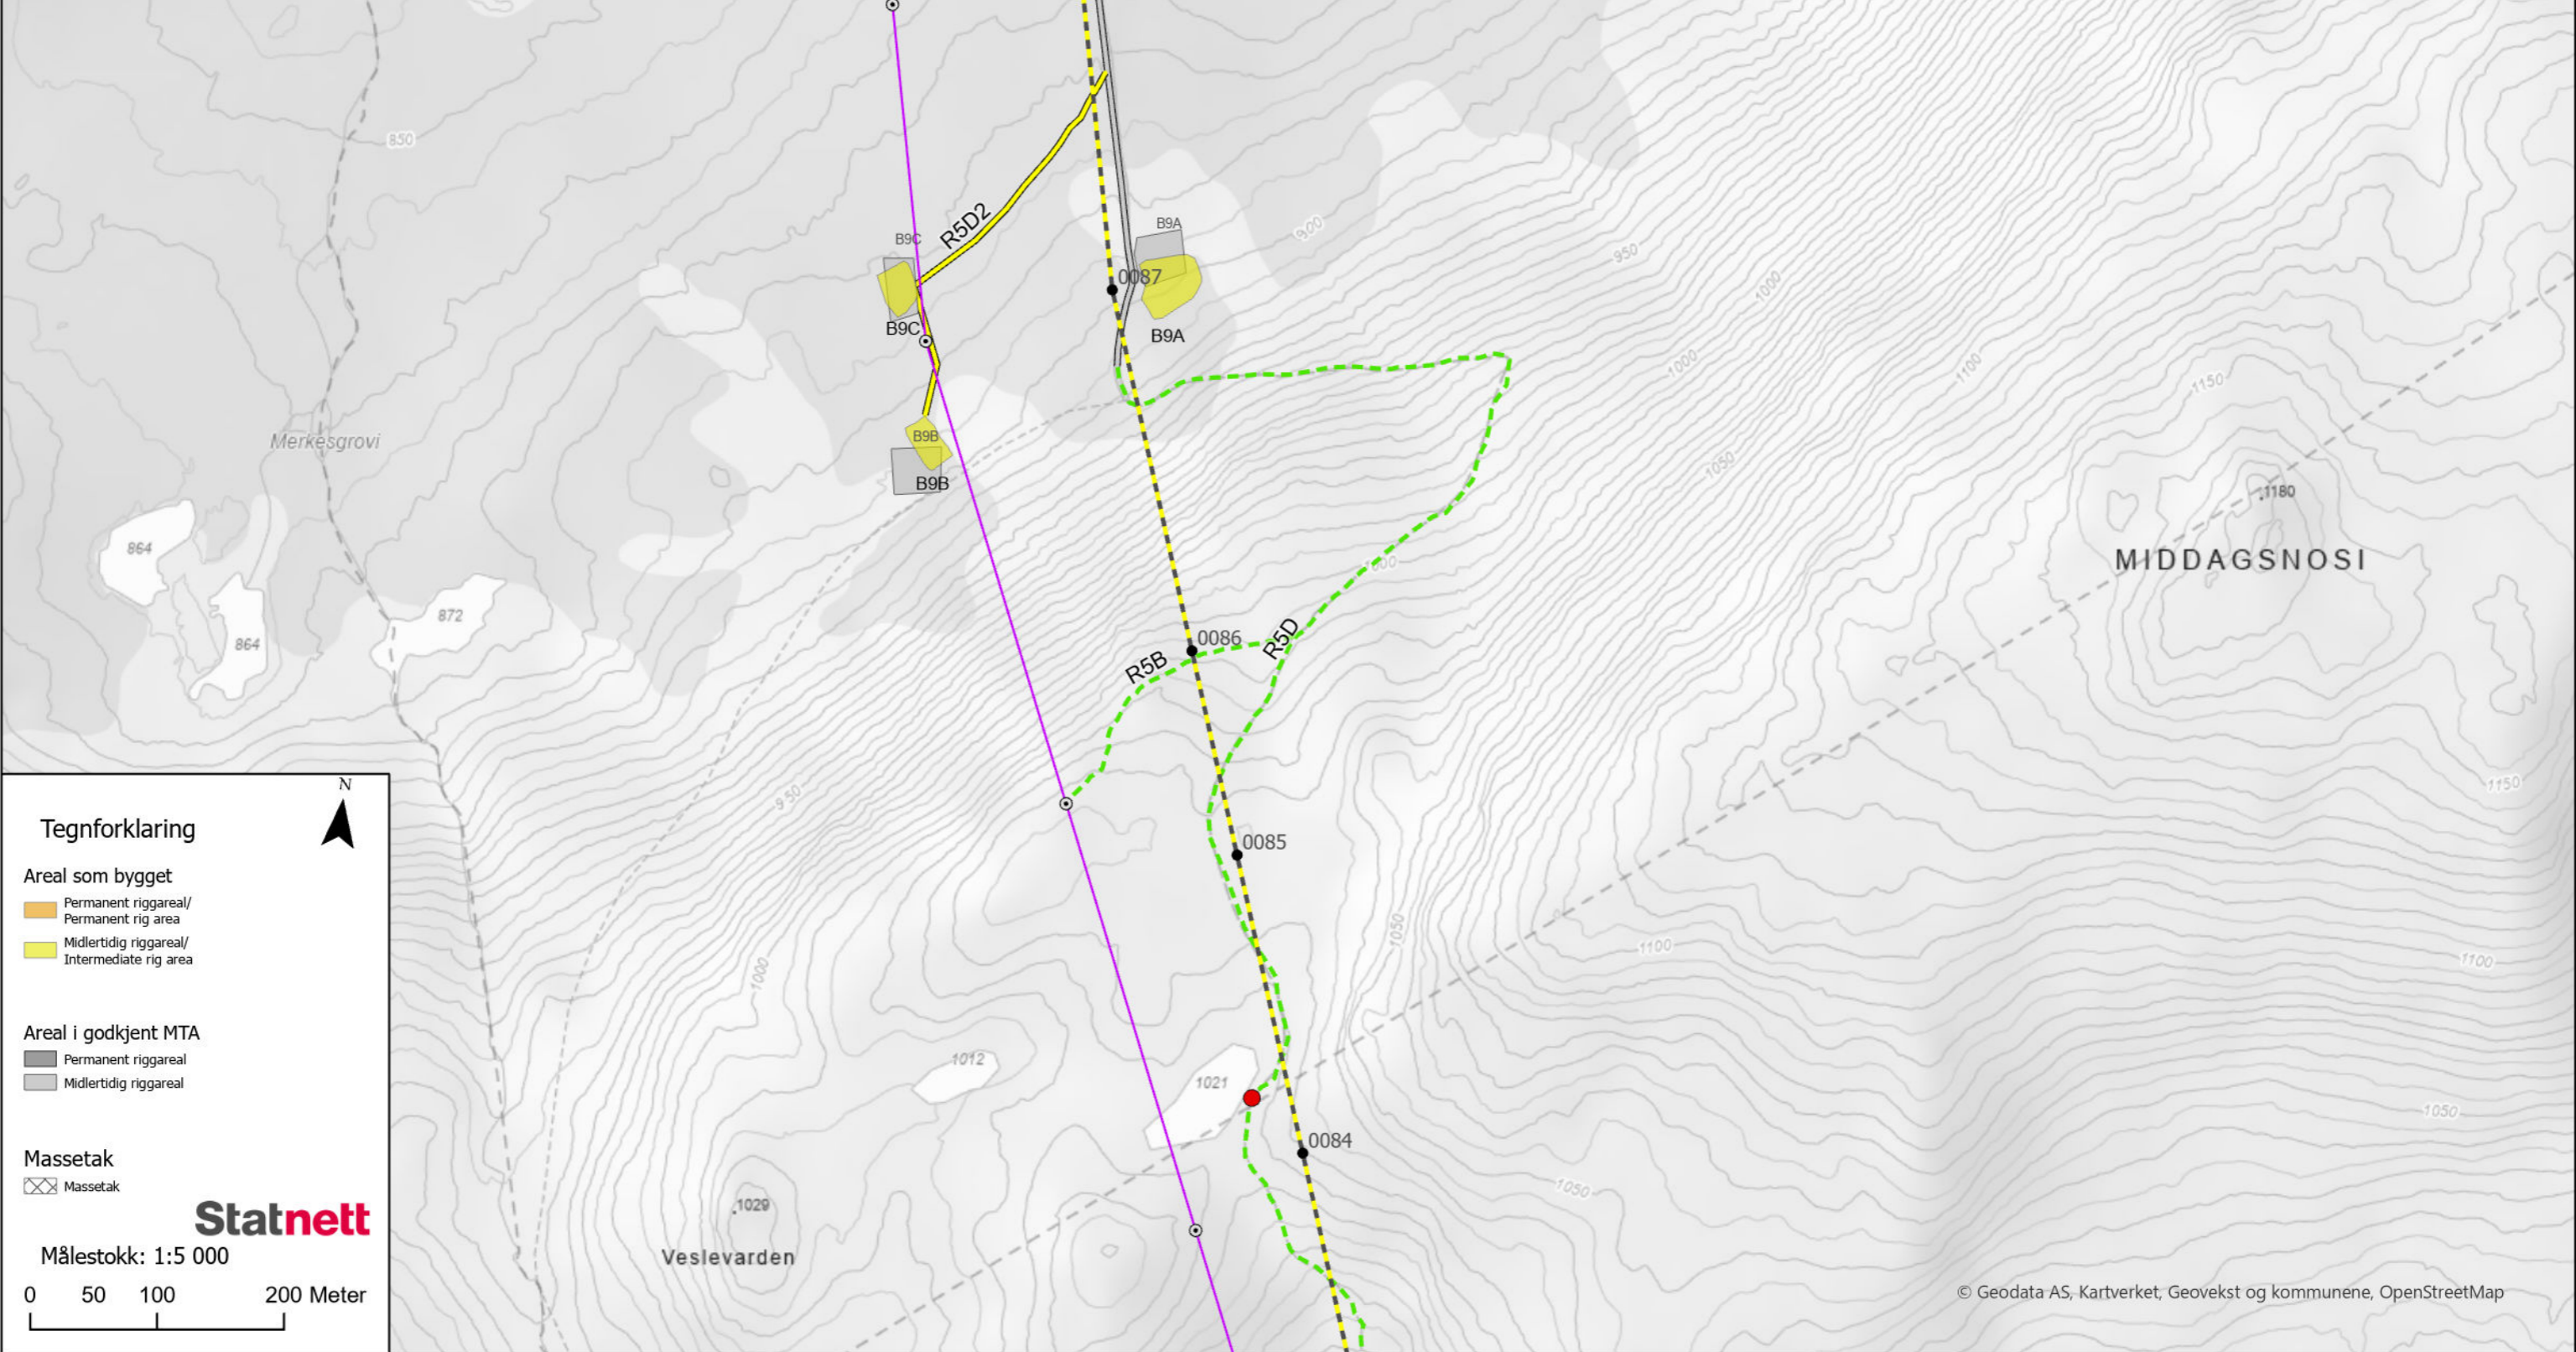 850
B9A
900
R5D2
B9C
950
0087
1000
B9C
B9A
1000
1100
1150
Merkesgrovi
B9B
1050
B9B
1180
864
MIDDAGSNOSI
1000
872
0086
R5D
864
R5B
1150
950
0085
1050
1100
1100
1000
1012
1021
1050
0084
1050
1029
Veslevarden
N
Tegnforklaring
Areal som bygget
Permanent riggareal/
Permanent rig area
Midlertidig riggareal/
Intermediate rig area
Areal i godkjent MTA
Permanent riggareal
Midlertidig riggareal
Massetak
Massetak
Statnett
Målestokk: 1:5 000
0 50 100 200 Meter
© Geodata AS, Kartverket, Geovekst og kommunene, OpenStreetMap